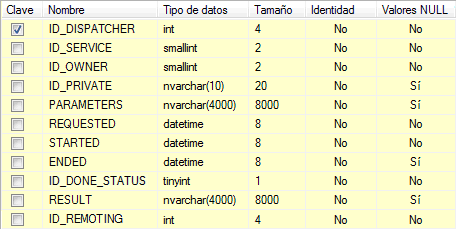 Clave Nombre Tipo de datos Tamaño Identidad Valores NULL
ID_DISPATCHER int 4 No No
ID_SERVICE smallint 2 No No
ID_OWNER smallint 2 No No
ID_PRIVATE nvarchar(10) 20 No Sí
PARAMETERS nvarchar(4000) 8000 No Sí
REQUESTED datetime 8 No No
STARTED datetime 8 No No
ENDED datetime 8 No Sí
ID_DONE_STATUS tinyint 1 No No
RESULT nvarchar(4000) 8000 No Sí
ID_REMOTING int 4 No No